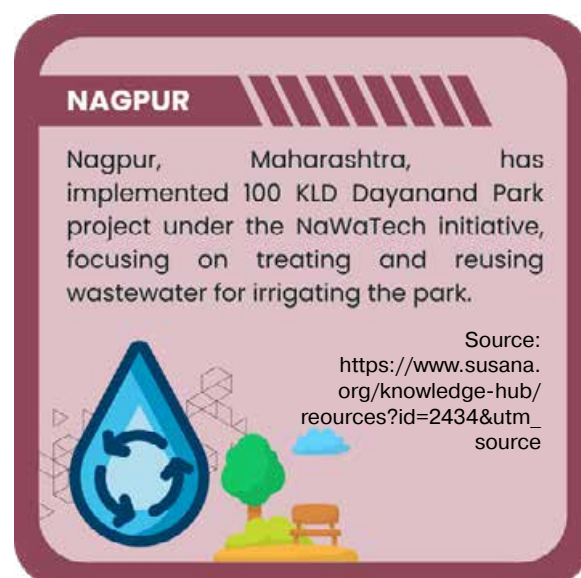 NAGPUR
Nagpur, Maharashtra, has
implemented 100 KLD Dayanand Park
project under the NaWaTech initiative,
focusing on treating and reusing
wastewater for irrigating the park.
Source:
https://www.susana.
org/knowledge-hub/
reources?id=2434&utm_
source